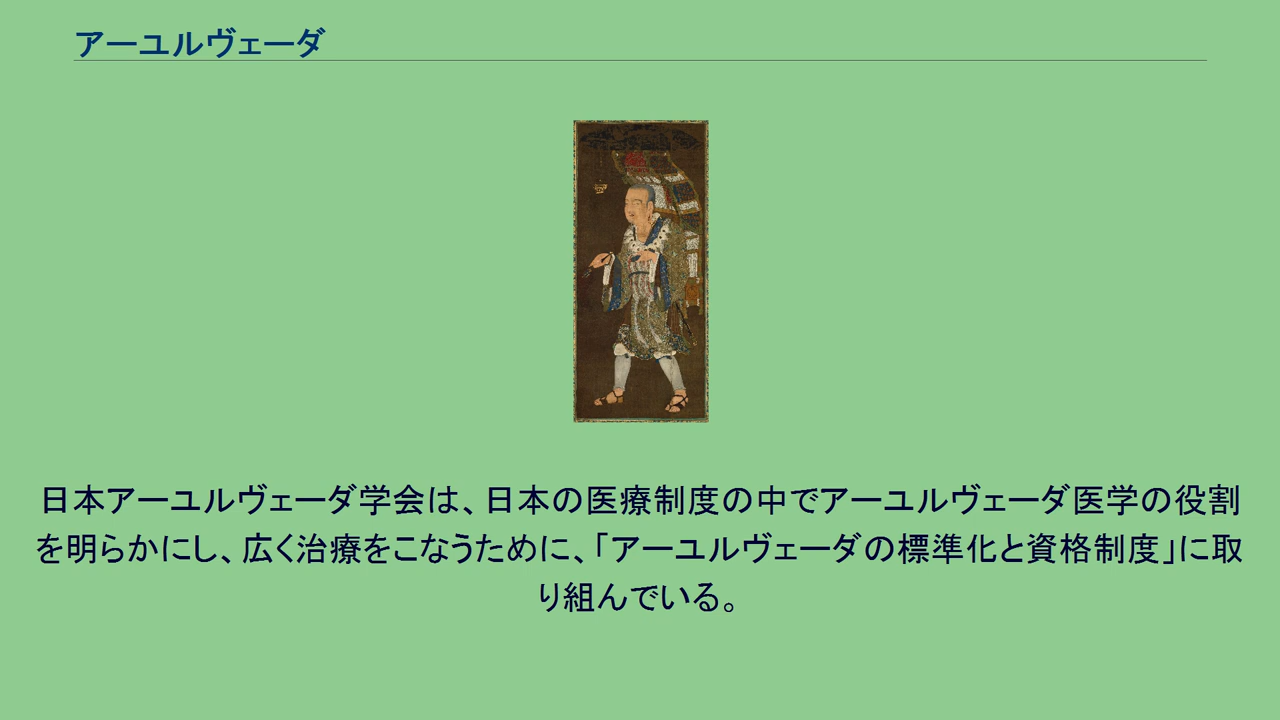 アーユルヴェーダ
日本アーユルヴェーダ学会は、日本の医療制度の中でアーユルヴェーダ医学の役割
を明らかにし、広く治療をこなうために、「アーユルヴェーダの標準化と資格制度」に取
り組んでいる。